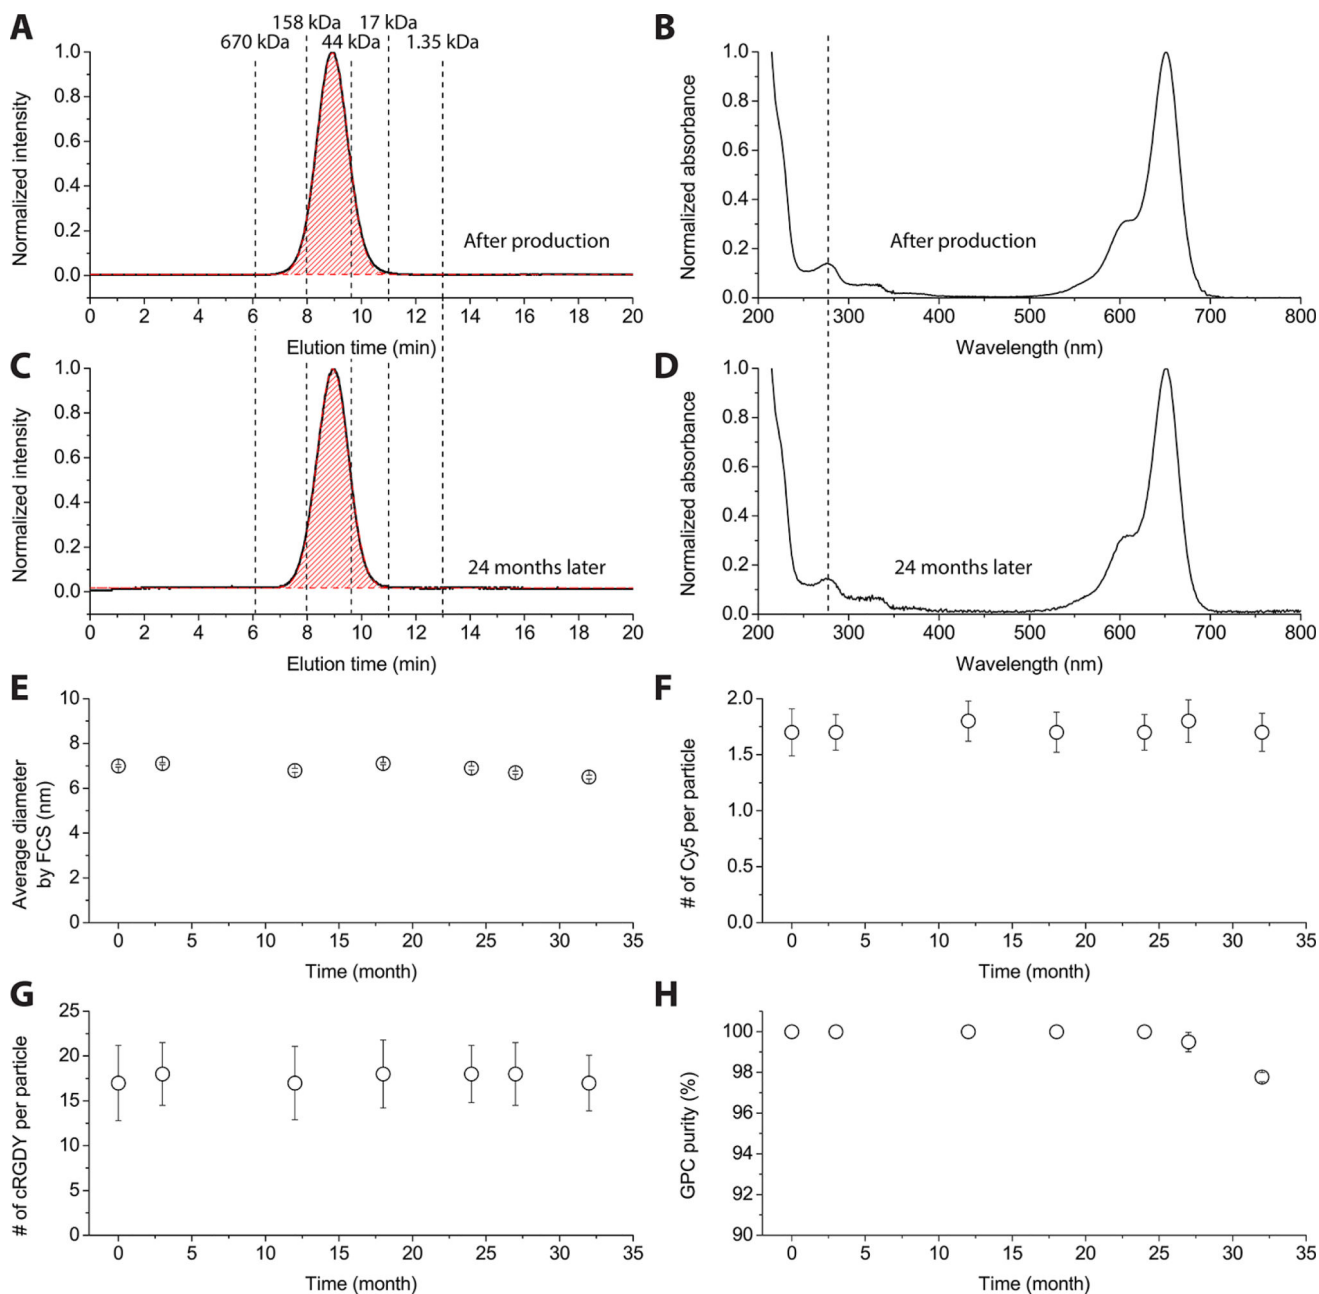 A
158 kDa 17 kDa
670 kDa 44 kDa 1.35 kDa
Normalized intensity
1.0
0.8
0.6
0.4
0.2
0.0
After production
0 2 4 6 8 10 12 14 16 18 20
Elution time (min)
B
Normalized absorbance
1.0
0.8
0.6
0.4
0.2
0.0
After production
200 300 400 500 600 700 800
Wavelength (nm)
C
Normalized intensity
1.0
0.8
0.6
0.4
0.2
0.0
24 months later
0 2 4 6 8 10 12 14 16 18 20
Elution time (min)
D
Normalized absorbance
1.0
0.8
0.6
0.4
0.2
0.0
24 months later
200 300 400 500 600 700 800
Wavelength (nm)
E
Average diameter
by FCS (nm)
10
8
6
4
2
0
0 5 10 15 20 25 30 35
Time (month)
F
# of Cy5 per particle
2.0
1.5
1.0
0.5
0.0
0 5 10 15 20 25 30 35
Time (month)
G
# of cRGDY per particle
25
20
15
10
5
0
0 5 10 15 20 25 30 35
Time (month)
H
GPC purity (%)
100
98
96
94
92
90
0 5 10 15 20 25 30 35
Time (month)